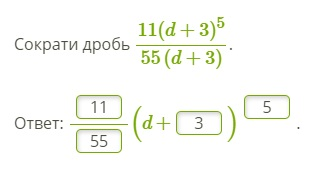 Сократи дробь 11(d + 3)^5 / 55 (d + 3) .
Ответ: 11 / 55 (d + 3)^5 .